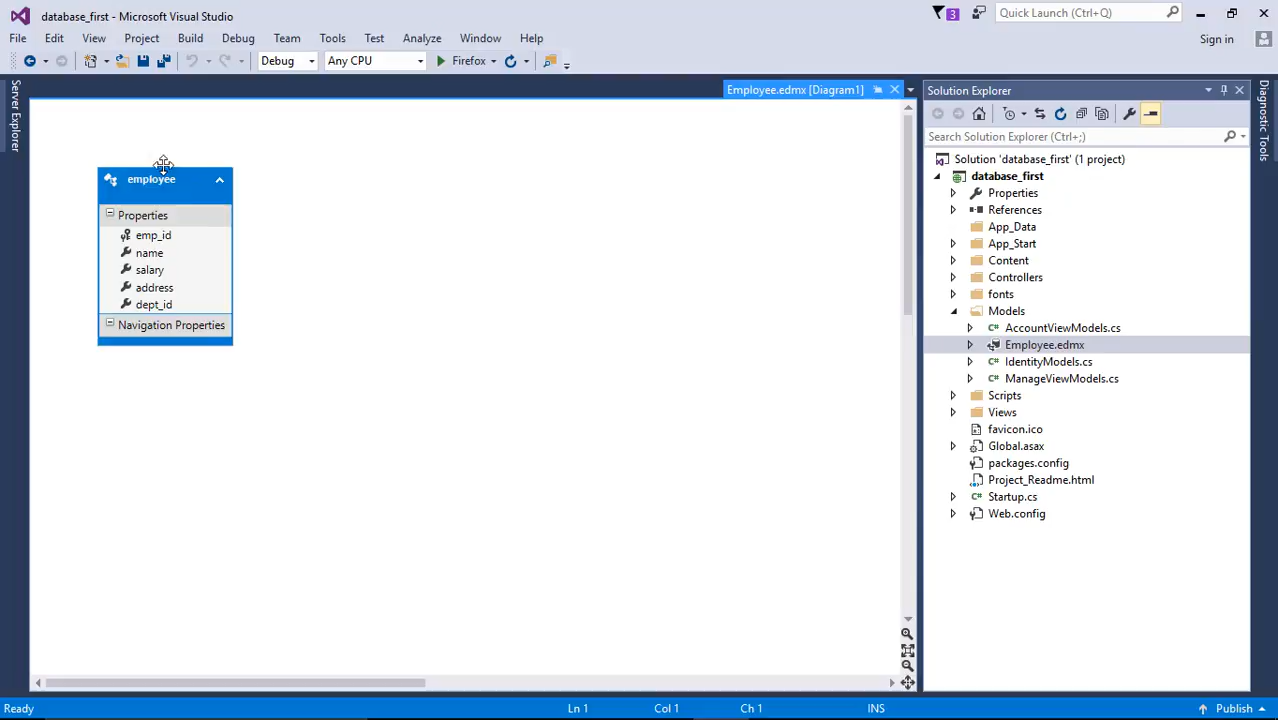 database_first - Microsoft Visual Studio
3
Quick Launch (Ctrl+Q)
File Edit View Project Build Debug Team Tools Test Analyze Window Help
Sign in
Debug Any CPU Firefox
Server Explorer
Employee.edmx [Diagram1]
employee
Properties
emp_id
name
salary
address
dept_id
Navigation Properties
Solution Explorer
Search Solution Explorer (Ctrl+;)
Solution 'database_first' (1 project)
database_first
Properties
References
App_Data
App_Start
Content
Controllers
fonts
Models
C# AccountViewModels.cs
Employee.edmx
C# IdentityModels.cs
C# ManageViewModels.cs
Scripts
Views
favicon.ico
Global.asax
packages.config
Project_Readme.html
C# Startup.cs
Web.config
Diagnostic Tools
Ready Ln 1 Col 1 Ch 1 INS Publish